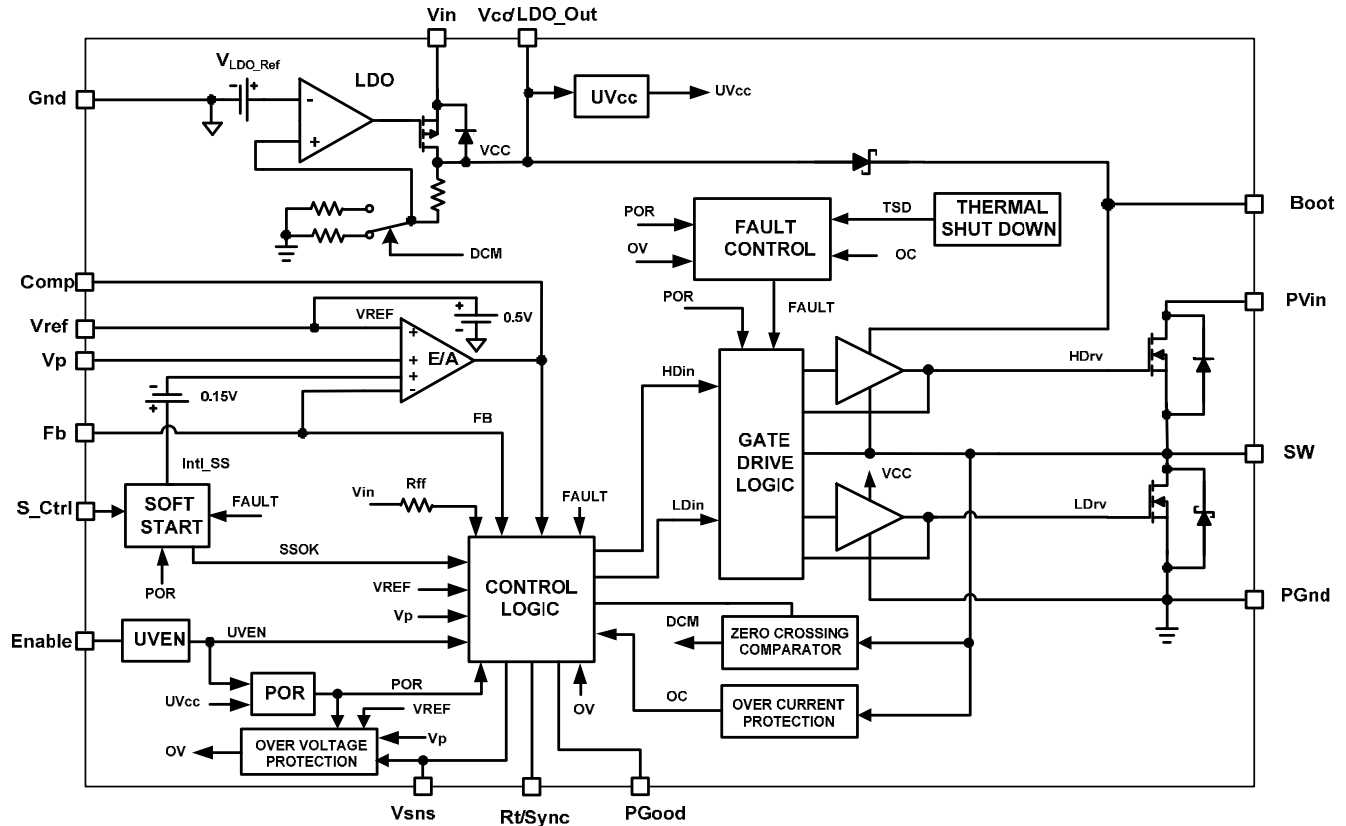 Vin
Vcc/LDO_Out
VLDO_Ref
LDO
Gnd
-
+
-
+
UVcc
UVcc
VCC
Boot
DCM
POR
OV
FAULT
CONTROL
TSD
THERMAL
SHUT DOWN
OC
Comp
Vref
VREF
+
-
0.5V
Vp
+
+
+
-
E/A
-
+
0.15V
Fb
FB
POR
FAULT
PVin
HDin
HDrv
GATE
DRIVE
LOGIC
SW
VCC
LDin
LDrv
Intl_SS
S_Ctrl
SOFT
START
FAULT
POR
SSOK
Vin
Rff
FAULT
CONTROL
LOGIC
VREF
Vp
PGnd
Enable
UVEN
UVEN
DCM
ZERO CROSSING
COMPARATOR
POR
UVcc
POR
OV
OC
OVER CURRENT
PROTECTION
VREF
Vp
OV
OVER VOLTAGE
PROTECTION
Vsns
Rt/Sync
PGood